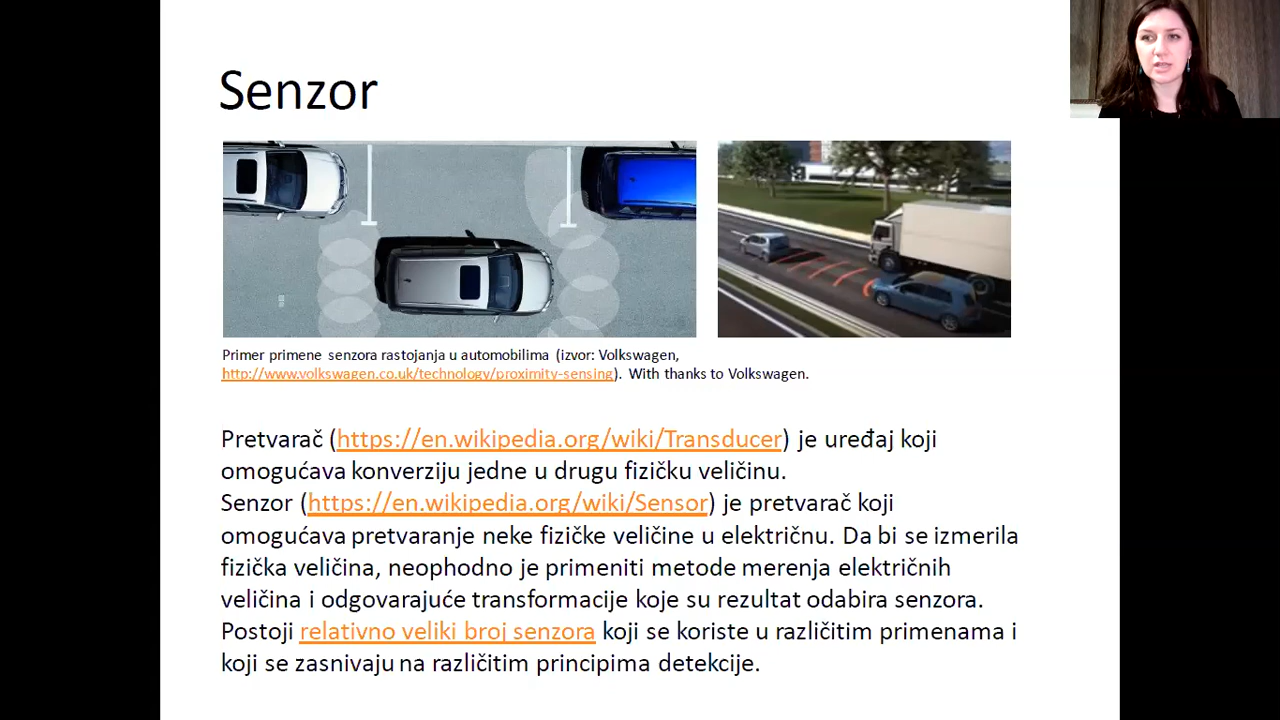 Senzor
Primer primene senzora rastojanja u automobilima (izvor: Volkswagen,
http://www.volkswagen.co.uk/technology/proximity-sensing). With thanks to Volkswagen.
Pretvarač (https://en.wikipedia.org/wiki/Transducer) je uređaj koji
omogućava konverziju jedne u drugu fizičku veličinu.
Senzor (https://en.wikipedia.org/wiki/Sensor) je pretvarač koji
omogućava pretvaranje neke fizičke veličine u električnu. Da bi se izmerila
fizička veličina, neophodno je primeniti metode merenja električnih
veličina i odgovarajuće transformacije koje su rezultat odabira senzora.
Postoji relativno veliki broj senzora koji se koriste u različitim primenama i
koji se zasnivaju na različitim principima detekcije.